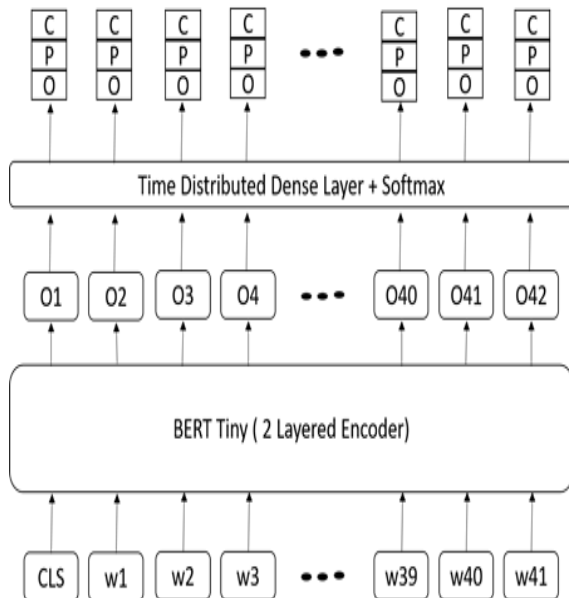 C C C C C C C
P P P P P P P
O O O O O O O
Time Distributed Dense Layer + Softmax
O1 O2 O3 O4 O40 O41 O42
BERT Tiny ( 2 Layered Encoder)
CLS w1 w2 w3 w39 w40 w41